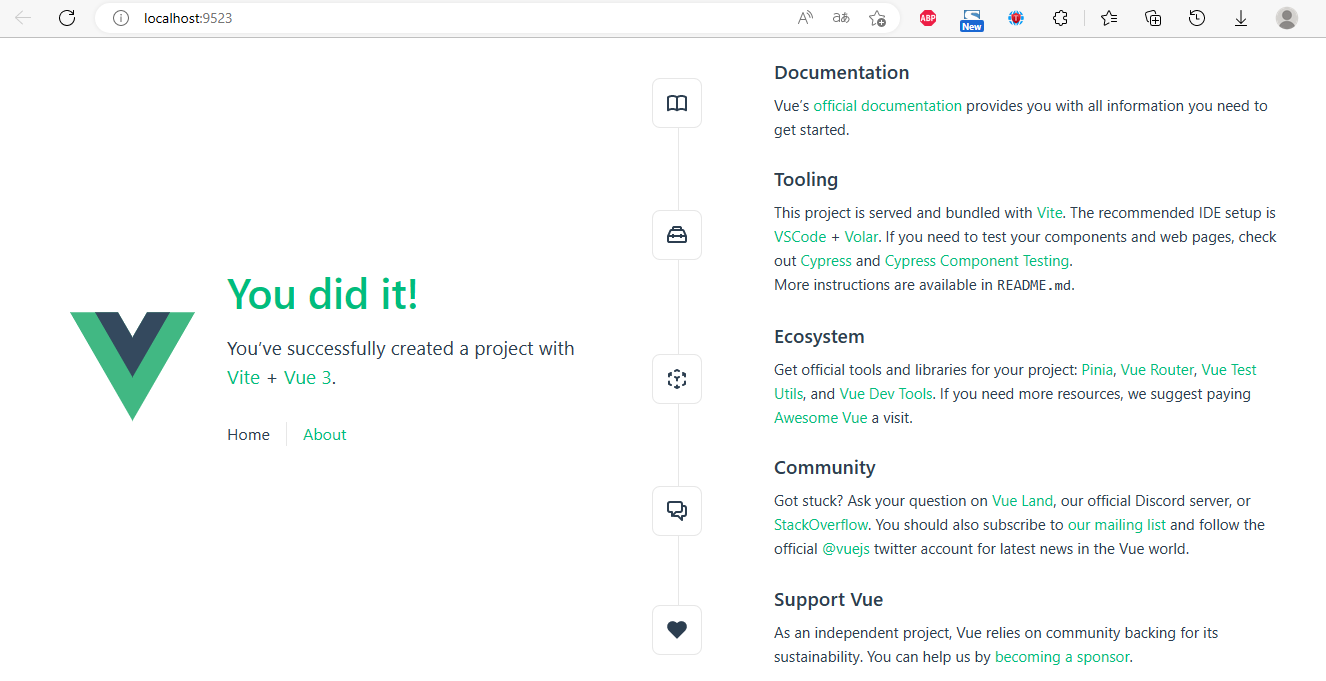 localhost:9523
A
aあ
ABP
New
T
You did it!
You’ve successfully created a project with
Vite + Vue 3.
Home
About
Documentation
Vue’s official documentation provides you with all information you need to
get started.
Tooling
This project is served and bundled with Vite. The recommended IDE setup is
VSCode + Volar. If you need to test your components and web pages, check
out Cypress and Cypress Component Testing.
More instructions are available in README.md.
Ecosystem
Get official tools and libraries for your project: Pinia, Vue Router, Vue Test
Utils, and Vue Dev Tools. If you need more resources, we suggest paying
Awesome Vue a visit.
Community
Got stuck? Ask your question on Vue Land, our official Discord server, or
StackOverflow. You should also subscribe to our mailing list and follow the
official @vuejs twitter account for latest news in the Vue world.
Support Vue
As an independent project, Vue relies on community backing for its
sustainability. You can help us by becoming a sponsor.